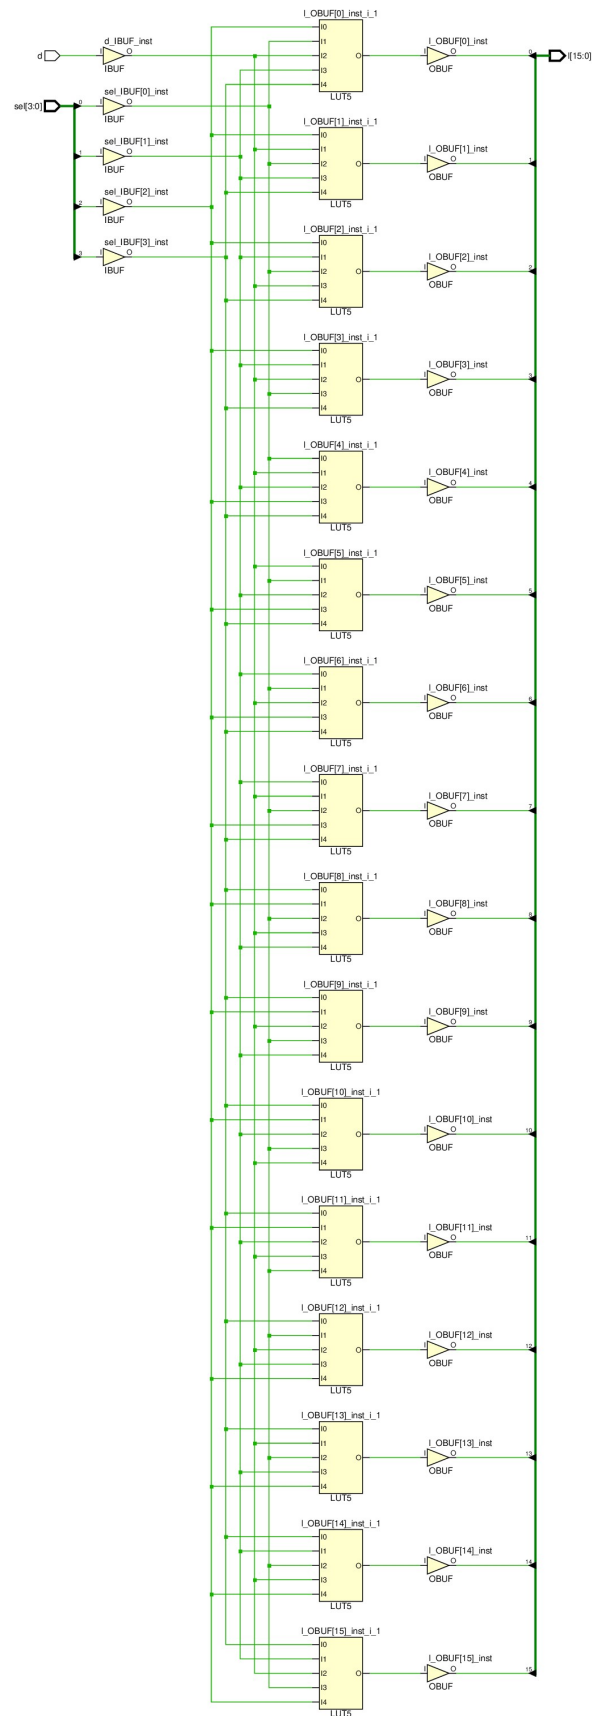 l_OBUF[0]_inst_i_1
d_IBUF_inst
l_OBUF[0]_inst
d
I
O
IBUF
I0
I1
I2
I3
I4
O
LUT5
I
O
OBUF
0
l[15:0]
sel[3:0]
0
sel_IBUF[0]_inst
I
O
IBUF
1
sel_IBUF[1]_inst
I
O
IBUF
2
sel_IBUF[2]_inst
I
O
IBUF
3
sel_IBUF[3]_inst
I
O
IBUF
l_OBUF[1]_inst_i_1
I0
I1
I2
I3
I4
O
LUT5
l_OBUF[1]_inst
I
O
OBUF
1
l_OBUF[2]_inst_i_1
I0
I1
I2
I3
I4
O
LUT5
l_OBUF[2]_inst
I
O
OBUF
2
l_OBUF[3]_inst_i_1
I0
I1
I2
I3
I4
O
LUT5
l_OBUF[3]_inst
I
O
OBUF
3
l_OBUF[4]_inst_i_1
I0
I1
I2
I3
I4
O
LUT5
l_OBUF[4]_inst
I
O
OBUF
4
l_OBUF[5]_inst_i_1
I0
I1
I2
I3
I4
O
LUT5
l_OBUF[5]_inst
I
O
OBUF
5
l_OBUF[6]_inst_i_1
I0
I1
I2
I3
I4
O
LUT5
l_OBUF[6]_inst
I
O
OBUF
6
l_OBUF[7]_inst_i_1
I0
I1
I2
I3
I4
O
LUT5
l_OBUF[7]_inst
I
O
OBUF
7
l_OBUF[8]_inst_i_1
I0
I1
I2
I3
I4
O
LUT5
l_OBUF[8]_inst
I
O
OBUF
8
l_OBUF[9]_inst_i_1
I0
I1
I2
I3
I4
O
LUT5
l_OBUF[9]_inst
I
O
OBUF
9
l_OBUF[10]_inst_i_1
I0
I1
I2
I3
I4
O
LUT5
l_OBUF[10]_inst
I
O
OBUF
10
l_OBUF[11]_inst_i_1
I0
I1
I2
I3
I4
O
LUT5
l_OBUF[11]_inst
I
O
OBUF
11
l_OBUF[12]_inst_i_1
I0
I1
I2
I3
I4
O
LUT5
l_OBUF[12]_inst
I
O
OBUF
12
l_OBUF[13]_inst_i_1
I0
I1
I2
I3
I4
O
LUT5
l_OBUF[13]_inst
I
O
OBUF
13
l_OBUF[14]_inst_i_1
I0
I1
I2
I3
I4
O
LUT5
l_OBUF[14]_inst
I
O
OBUF
14
l_OBUF[15]_inst_i_1
I0
I1
I2
I3
I4
O
LUT5
l_OBUF[15]_inst
I
O
OBUF
15